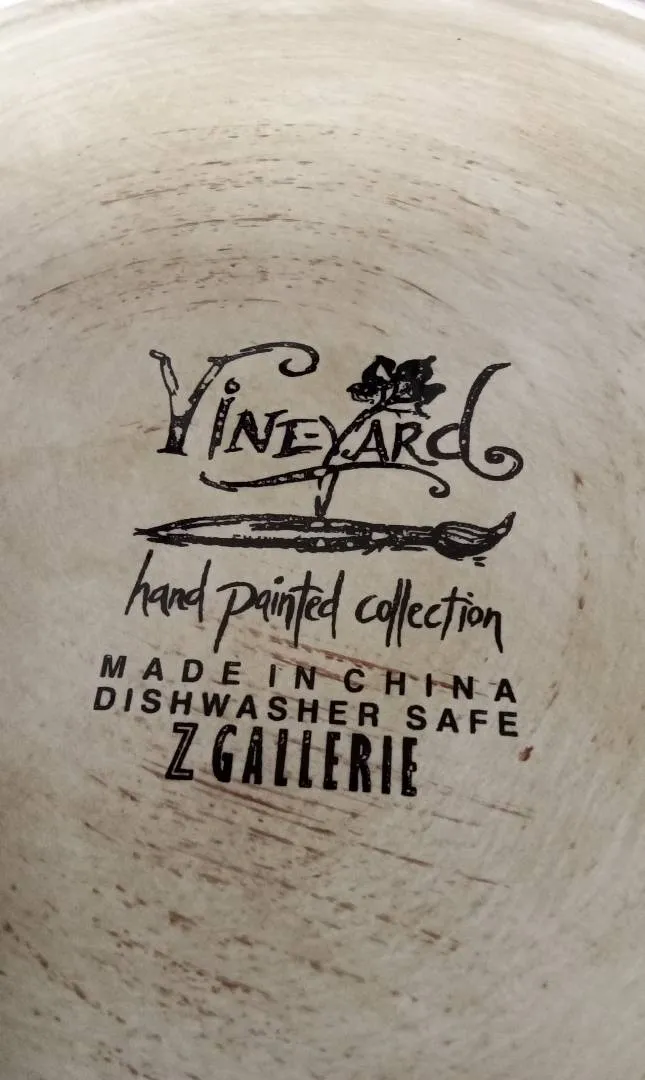 VINEYARd
hand painted collection
MADE IN CHINA
DISHWASHER SAFE
Z GALLERIE